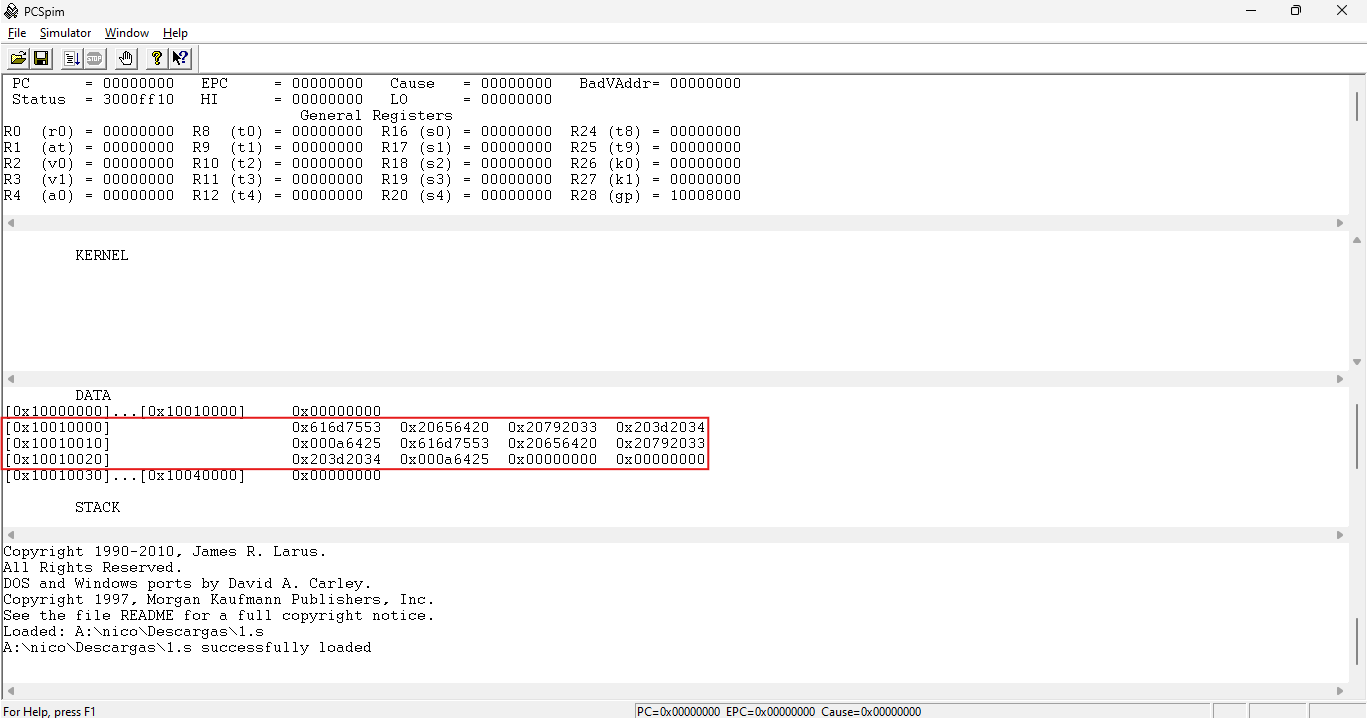 PCSpim
File Simulator Window Help
STOP
PC = 00000000 EPC = 00000000 Cause = 00000000 BadVAddr= 00000000
Status = 3000ff10 HI = 00000000 LO = 00000000
General Registers
R0 (r0) = 00000000 R8 (t0) = 00000000 R16 (s0) = 00000000 R24 (t8) = 00000000
R1 (at) = 00000000 R9 (t1) = 00000000 R17 (s1) = 00000000 R25 (t9) = 00000000
R2 (v0) = 00000000 R10 (t2) = 00000000 R18 (s2) = 00000000 R26 (k0) = 00000000
R3 (v1) = 00000000 R11 (t3) = 00000000 R19 (s3) = 00000000 R27 (k1) = 00000000
R4 (a0) = 00000000 R12 (t4) = 00000000 R20 (s4) = 00000000 R28 (gp) = 10008000
KERNEL
DATA
[0x10000000]...[0x10010000] 0x00000000
[0x10010000] 0x616d7553 0x20656420 0x20792033 0x203d2034
[0x10010010] 0x000a6425 0x616d7553 0x20656420 0x20792033
[0x10010020] 0x203d2034 0x000a6425 0x00000000 0x00000000
[0x10010030]...[0x10040000] 0x00000000
STACK
Copyright 1990-2010, James R. Larus.
All Rights Reserved.
DOS and Windows ports by David A. Carley.
Copyright 1997, Morgan Kaufmann Publishers, Inc.
See the file README for a full copyright notice.
Loaded: A:\nico\Descargas\1.s
A:\nico\Descargas\1.s successfully loaded
For Help, press F1
PC=0x00000000 EPC=0x00000000 Cause=0x00000000